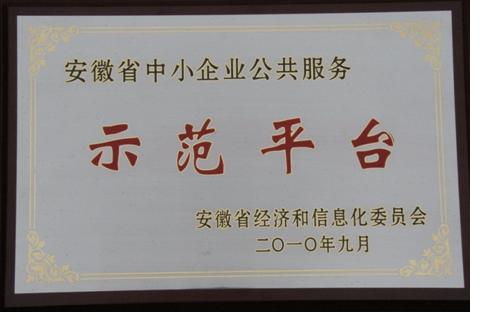 安徽省中小企业公共服务
示范平台
安徽省经济和信息化委员会
二〇一〇年九月